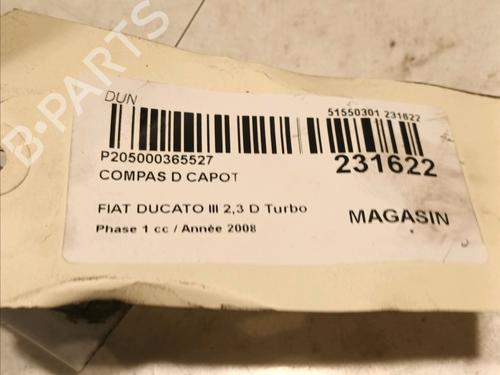 B-PARTS
DUN
51550301 231622
P205000365527
231622
COMPAS D CAPOT
FIAT DUCATO III 2,3 D Turbo
MAGASIN
Phase 1 cc / Année 2008